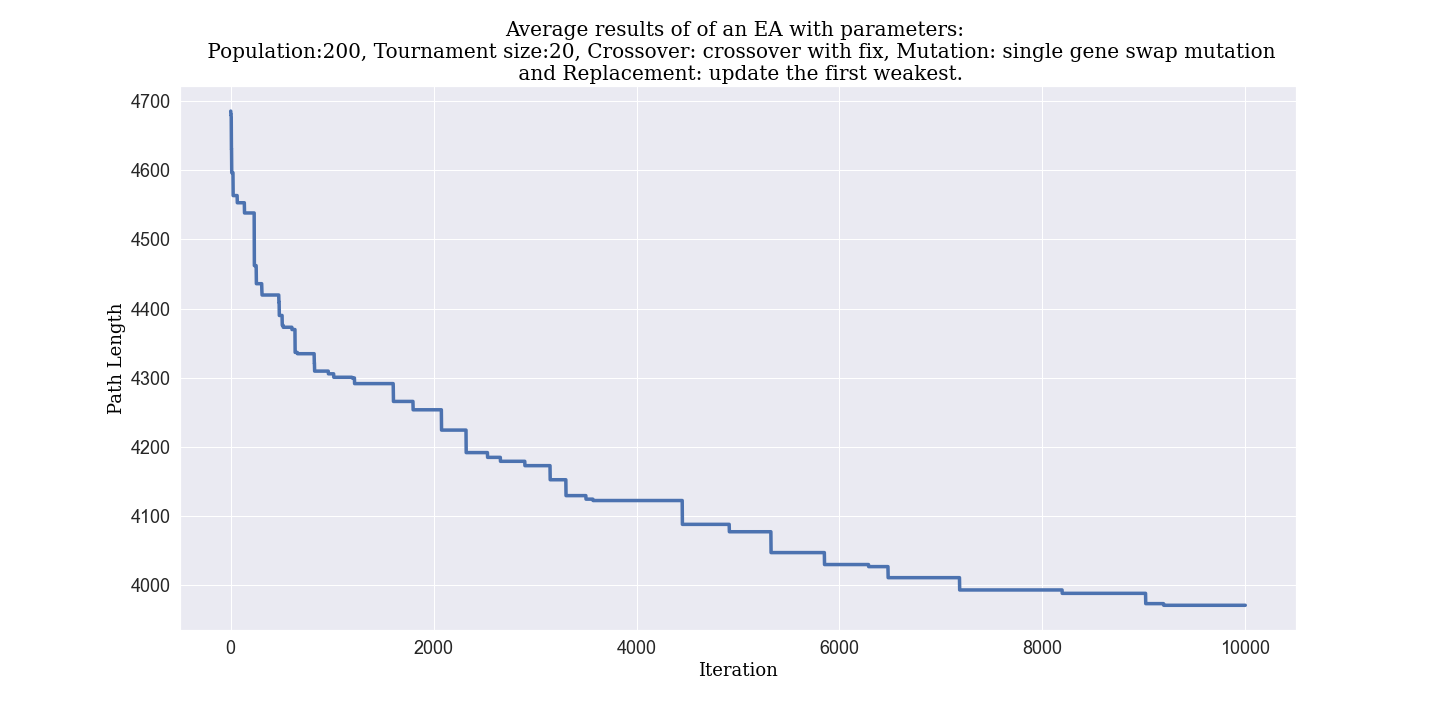 Average results of of an EA with parameters:
Population:200, Tournament size:20, Crossover: crossover with fix, Mutation: single gene swap mutation
and Replacement: update the first weakest.
4700
4600
4500
4400
4300
4200
4100
4000
Path Length
0 2000 4000 6000 8000 10000
Iteration